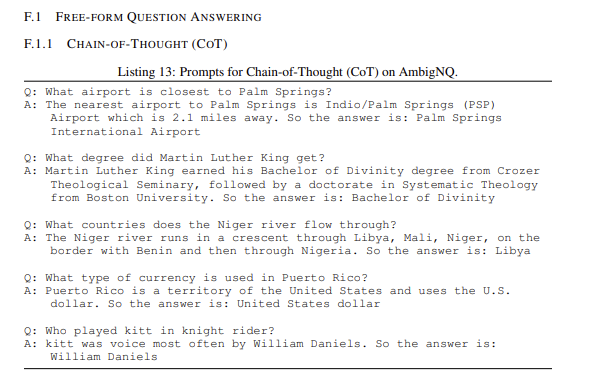 F.1 FREE-FORM QUESTION ANSWERING
F.1.1 CHAIN-OF-THOUGHT (COT)
Listing 13: Prompts for Chain-of-Thought (CoT) on AmbigNQ.
Q: What airport is closest to Palm Springs?
A: The nearest airport to Palm Springs is Indio/Palm Springs (PSP)
Airport which is 2.1 miles away. So the answer is: Palm Springs
International Airport
Q: What degree did Martin Luther King get?
A: Martin Luther King earned his Bachelor of Divinity degree from Crozer
Theological Seminary, followed by a doctorate in Systematic Theology
from Boston University. So the answer is: Bachelor of Divinity
Q: What countries does the Niger river flow through?
A: The Niger river runs in a crescent through Libya, Mali, Niger, on the
border with Benin and then through Nigeria. So the answer is: Libya
Q: What type of currency is used in Puerto Rico?
A: Puerto Rico is a territory of the United States and uses the U.S.
dollar. So the answer is: United States dollar
Q: Who played kitt in knight rider?
A: kitt was voice most often by William Daniels. So the answer is:
William Daniels